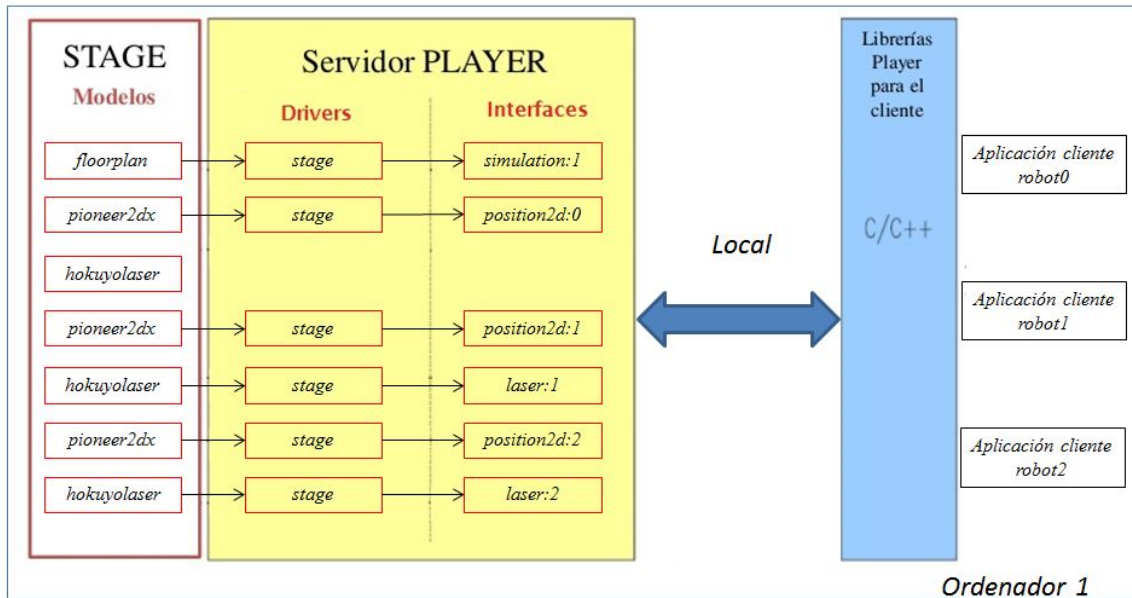 STAGE
Modelos
Servidor PLAYER
Drivers
Interfaces
floorplan
stage
simulation:1
pioneer2dx
stage
position2d:0
hokuyolaser
pioneer2dx
stage
position2d:1
hokuyolaser
stage
laser:1
pioneer2dx
stage
position2d:2
hokuyolaser
stage
laser:2
Local
Librerías
Player
para el
cliente
C/C++
Aplicación cliente
robot0
Aplicación cliente
robot1
Aplicación cliente
robot2
Ordenador 1